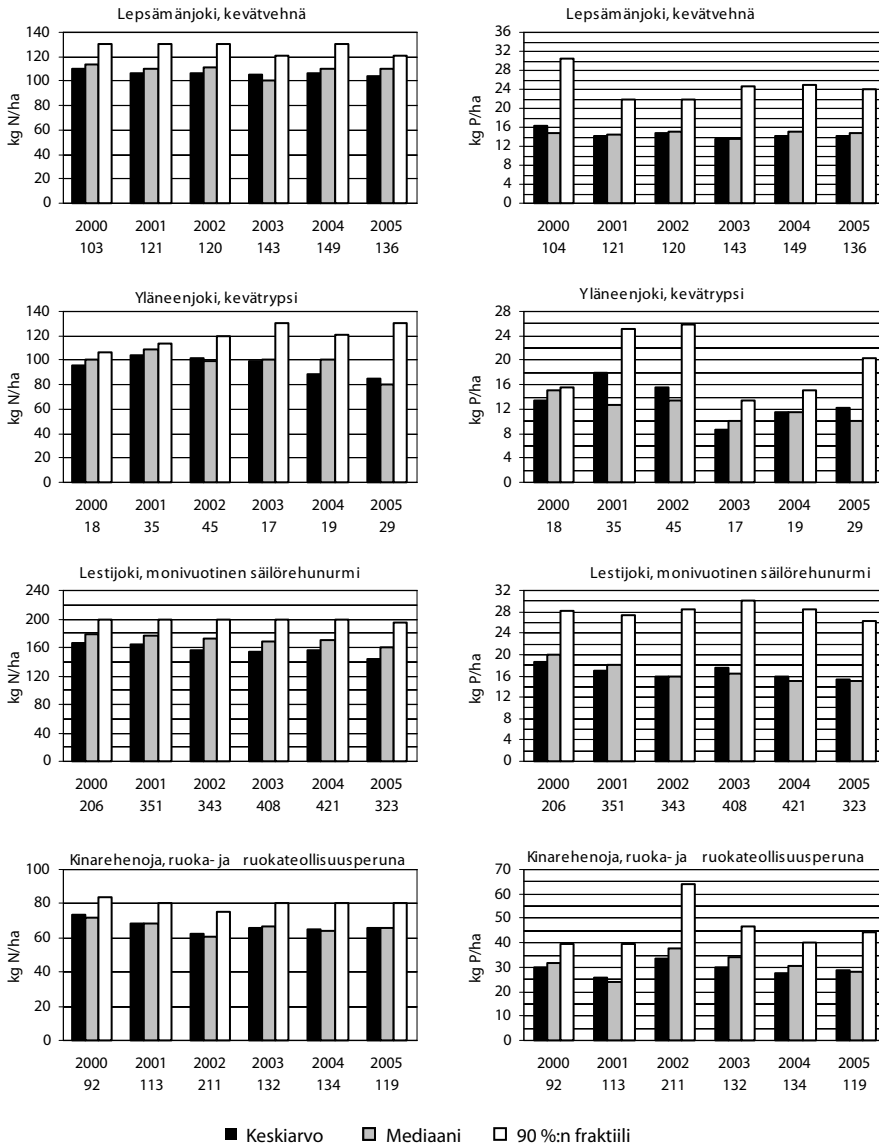 Lepsämänjoki, kevätvehnä
140
120
100
80
60
40
20
0
kg N/ha
2000 2001 2002 2003 2004 2005
103 121 120 143 149 136
Lepsämänjoki, kevätvehnä
36
32
28
24
20
16
12
8
4
0
kg P/ha
2000 2001 2002 2003 2004 2005
104 121 120 143 149 136
Yläneenjoki, kevätrypsi
140
120
100
80
60
40
20
0
kg N/ha
2000 2001 2002 2003 2004 2005
18 35 45 17 19 29
Yläneenjoki, kevätrypsi
28
24
20
16
12
8
4
0
kg P/ha
2000 2001 2002 2003 2004 2005
18 35 45 17 19 29
Lestijoki, monivuotinen säilörehunurmi
240
200
160
120
80
40
0
kg N/ha
2000 2001 2002 2003 2004 2005
206 351 343 408 421 323
Lestijoki, monivuotinen säilörehunurmi
32
28
24
20
16
12
8
4
0
kg P/ha
2000 2001 2002 2003 2004 2005
206 351 343 408 421 323
Kinarehenoja, ruoka- ja ruokateollisuusperuna
100
80
60
40
20
0
kg N/ha
2000 2001 2002 2003 2004 2005
92 113 211 132 134 119
Kinarehenoja, ruoka- ja ruokateollisuusperuna
70
60
50
40
30
20
10
0
kg P/ha
2000 2001 2002 2003 2004 2005
92 113 211 132 134 119
Keskiarvo Mediaani 90 %:n fraktiili